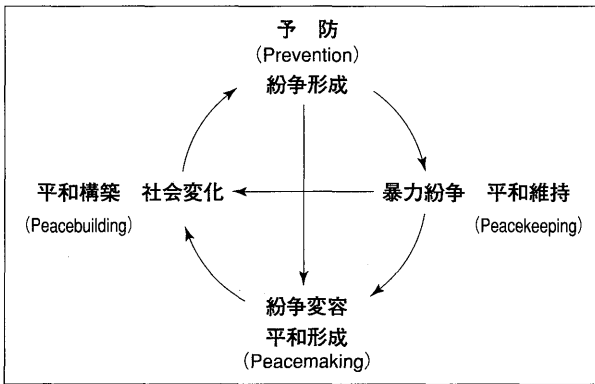 予　防
(Prevention)
紛争形成
平和構築　社会変化
(Peacebuilding)
暴力紛争　平和維持
(Peacekeeping)
紛争変容
平和形成
(Peacemaking)